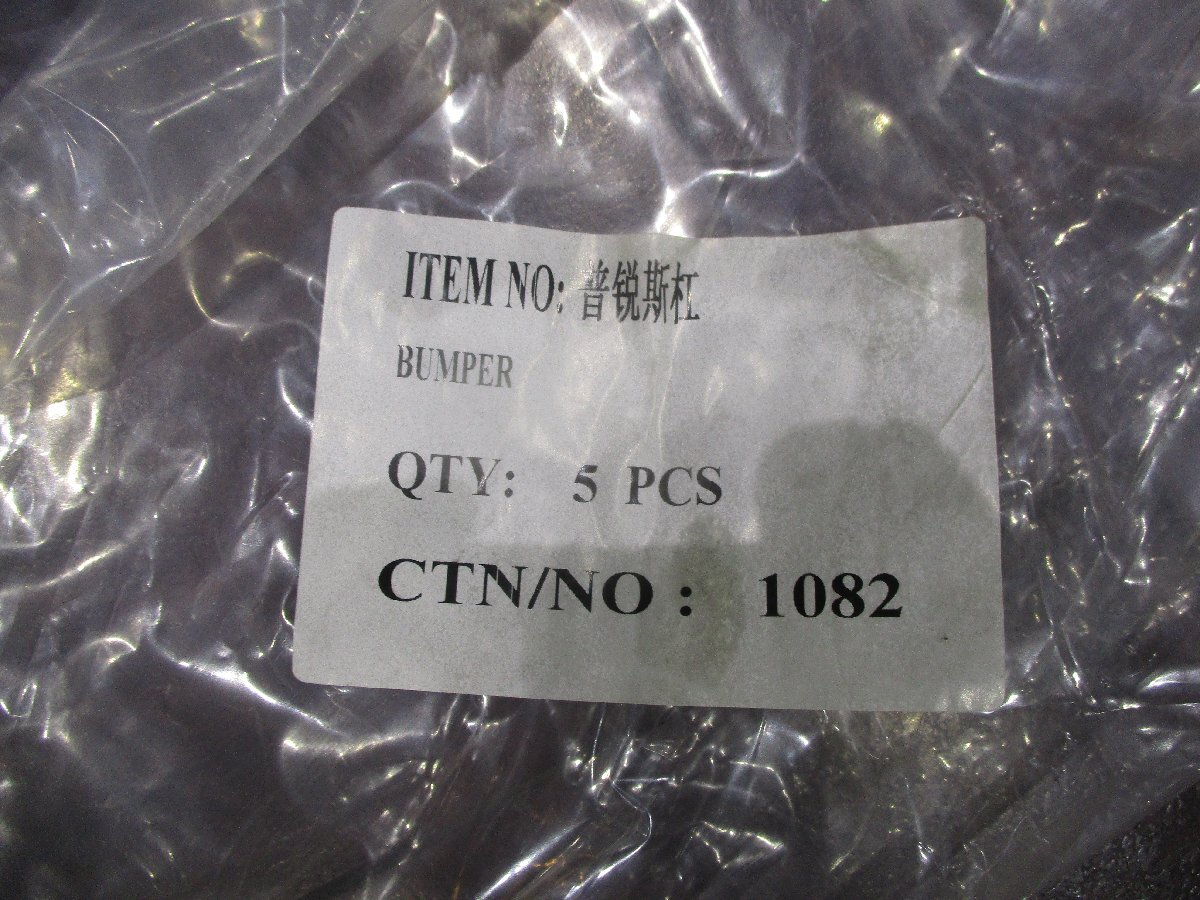 ITEM NO: 普锐斯杠
BUMPER
QTY: 5 PCS
CTN/NO : 1082